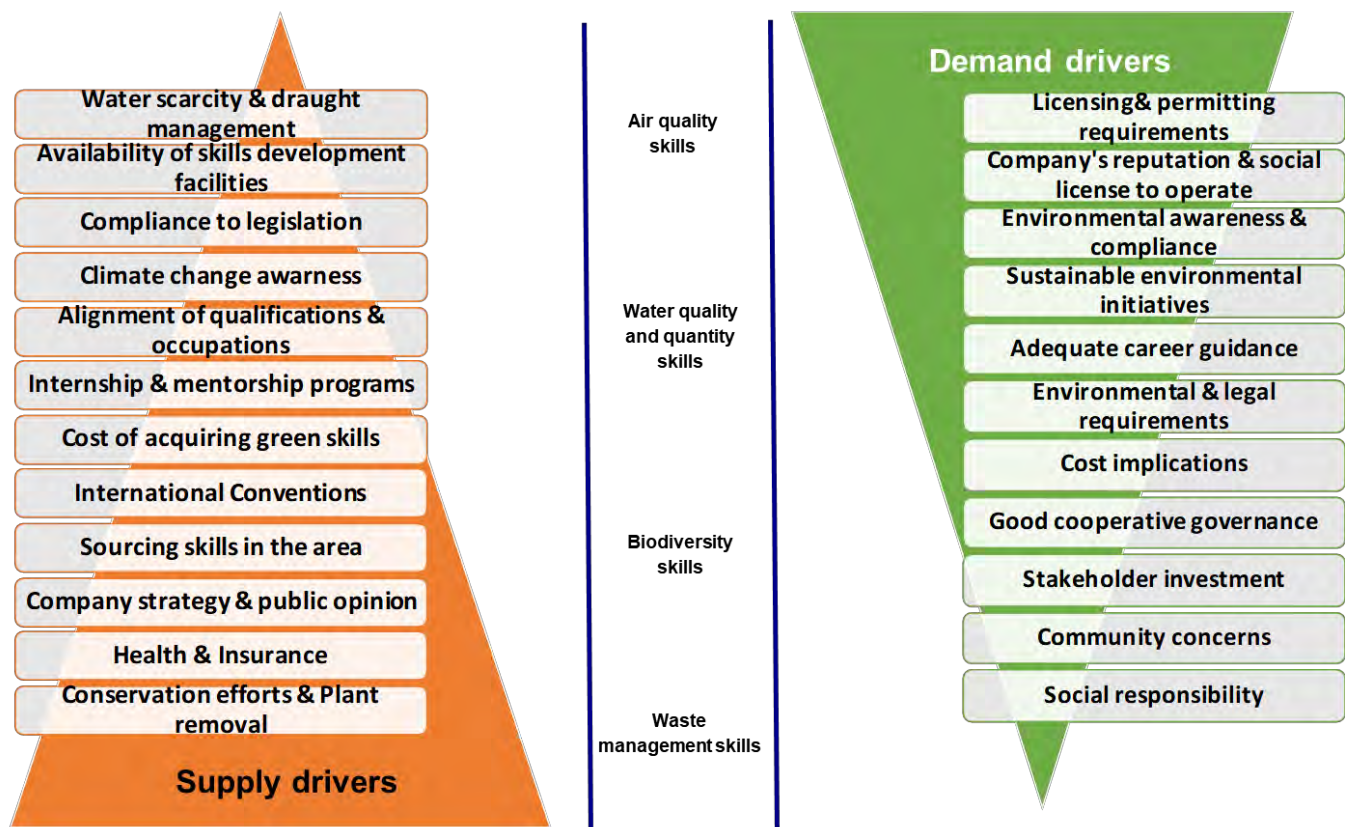 Water scarcity & draught
management
Availability of skills development
facilities
Compliance to legislation
Climate change awarness
Alignment of qualifications &
occupations
Internship & mentorship programs
Cost of acquiring green skills
International Conventions
Sourcing skills in the area
Company strategy & public opinion
Health & Insurance
Conservation efforts & Plant
removal
Supply drivers
Air quality
skills
Water quality
and quantity
skills
Biodiversity
skills
Waste
management skills
Demand drivers
Licensing& permitting
requirements
Company's reputation & social
license to operate
Environmental awareness &
compliance
Sustainable environmental
initiatives
Adequate career guidance
Environmental & legal
requirements
Cost implications
Good cooperative governance
Stakeholder investment
Community concerns
Social responsibility